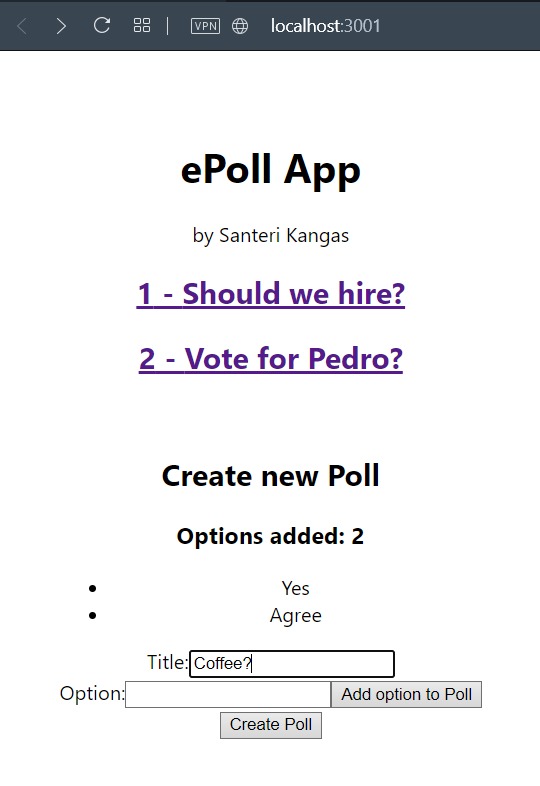 VPN localhost:3001
ePoll App
by Santeri Kangas
1 - Should we hire?
2 - Vote for Pedro?
Create new Poll
Options added: 2
Yes
Agree
Title: Coffee?
Option: Add option to Poll
Create Poll